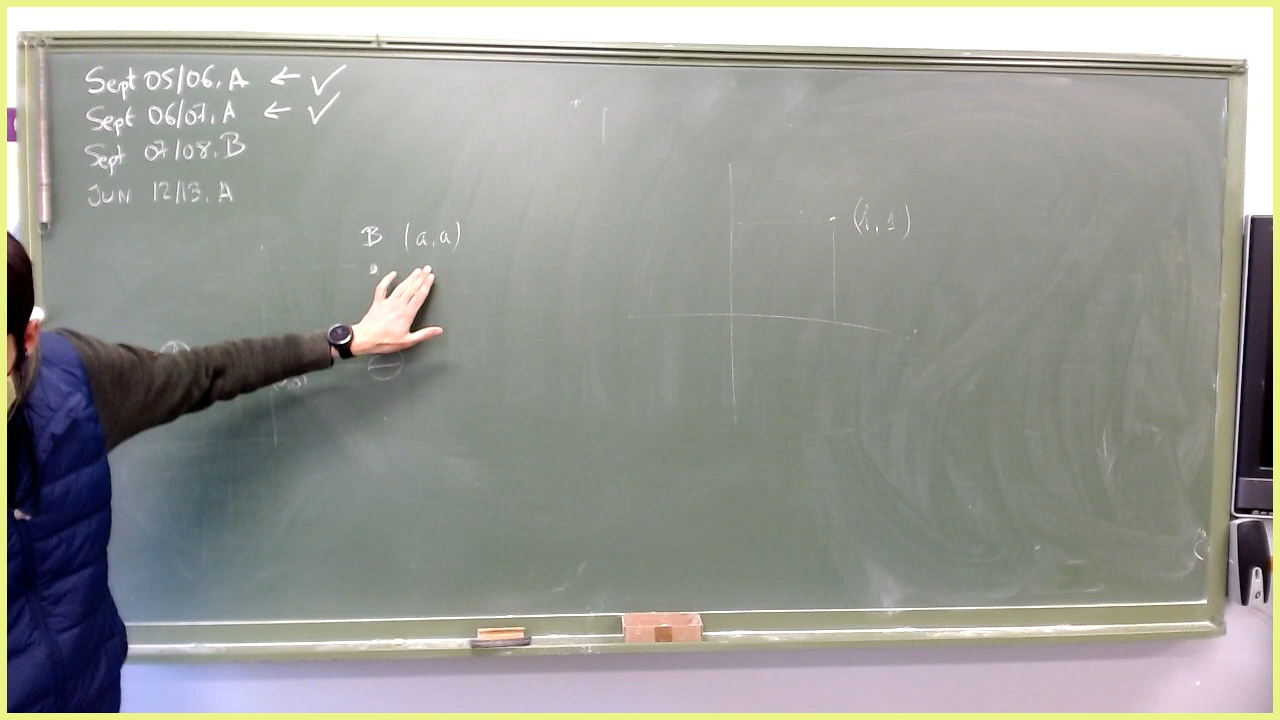 Sept 05/06. A ← ✓
Sept 06/07. A ← ✓
Sept 07/08. B
JUN 12/13. A
B (a,a)
(1,1)